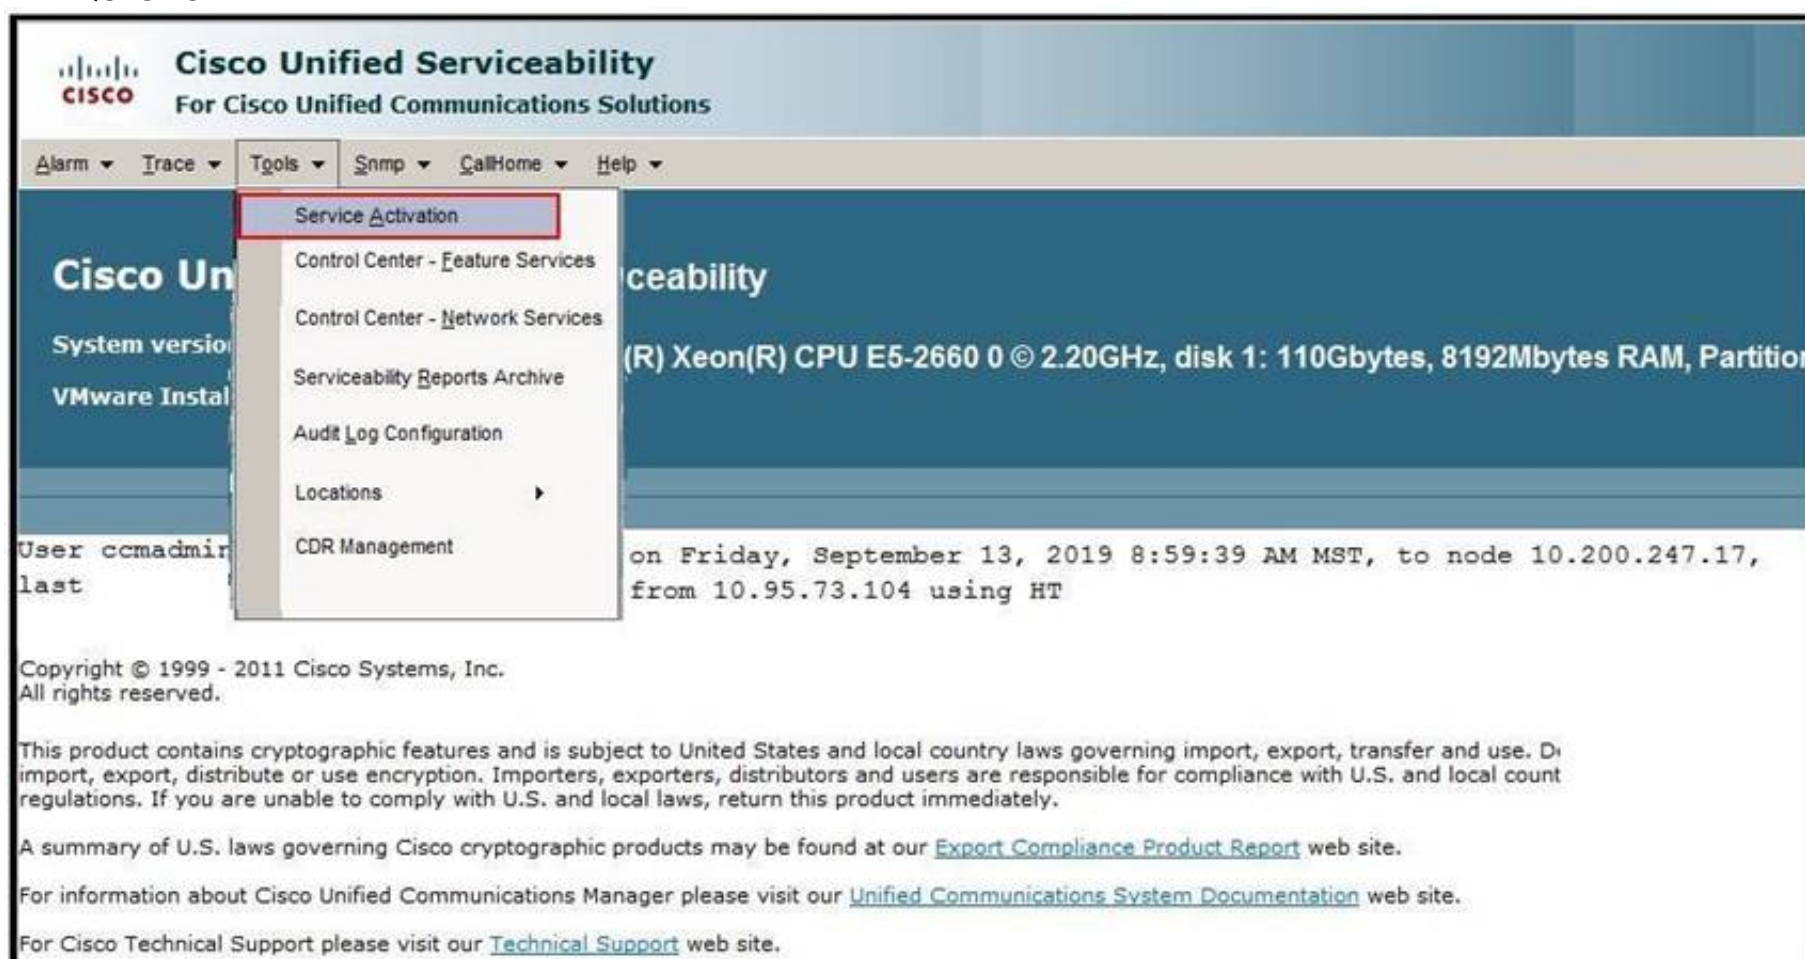 CISCO
Cisco Unified Serviceability
For Cisco Unified Communications Solutions
Alarm Trace Tools Snmp CallHome Help
Service Activation
Control Center - Feature Services
Control Center - Network Services
Serviceability Reports Archive
Audit Log Configuration
Locations
CDR Management
Cisco Un ceability
System versio (R) Xeon(R) CPU E5-2660 0 © 2.20GHz, disk 1: 110Gbytes, 8192Mbytes RAM, Partitio
VMware Instal
User ccmadmin on Friday, September 13, 2019 8:59:39 AM MST, to node 10.200.247.17,
last from 10.95.73.104 using HT
Copyright © 1999 - 2011 Cisco Systems, Inc.
All rights reserved.
This product contains cryptographic features and is subject to United States and local country laws governing import, export, transfer and use.
import, export, distribute or use encryption. Importers, exporters, distributors and users are responsible for compliance with U.S. and local count
regulations. If you are unable to comply with U.S. and local laws, return this product immediately.
A summary of U.S. laws governing Cisco cryptographic products may be found at our Export Compliance Product Report web site.
For information about Cisco Unified Communications Manager please visit our Unified Communications System Documentation web site.
For Cisco Technical Support please visit our Technical Support web site.